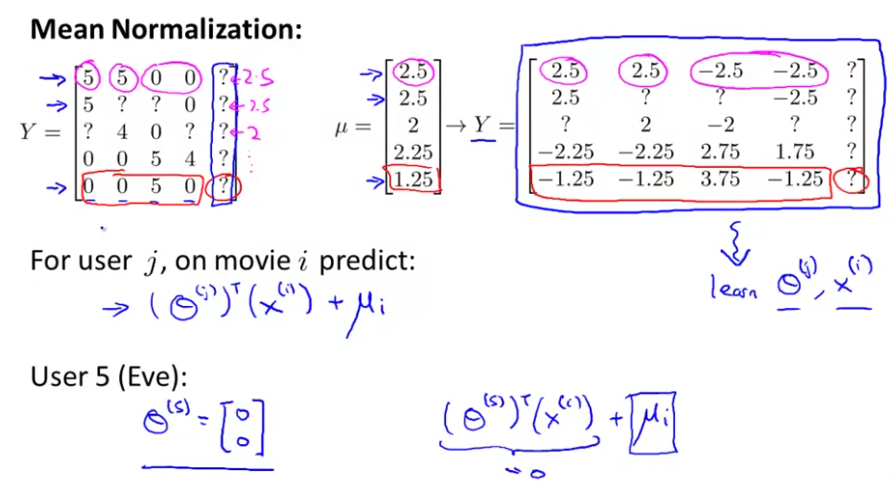 Mean Normalization:
Y = [ 5 5 0 0 ? ] ← 2.5
[ 5 ? ? 0 ? ] ← 2.5
[ ? 4 0 ? ? ] ← 2
[ 0 0 5 4 ? ] ⋮
[ 0 0 5 0 ? ]
μ = [ 2.5 ]
[ 2.5 ]
[ 2 ]
[ 2.25 ]
[ 1.25 ]
→ Y = [ 2.5 2.5 −2.5 −2.5 ? ]
[ 2.5 ? ? −2.5 ? ]
[ ? 2 −2 ? ? ]
[ −2.25 −2.25 2.75 1.75 ? ]
[ −1.25 −1.25 3.75 −1.25 ? ]
For user j, on movie i predict:
→ (θ^(j))^T (x^(i)) + μ_i
learn θ^(j), x^(i)
User 5 (Eve):
θ^(5) = [ 0 ]
[ 0 ]
(θ^(5))^T (x^(i)) + μ_i
→ 0